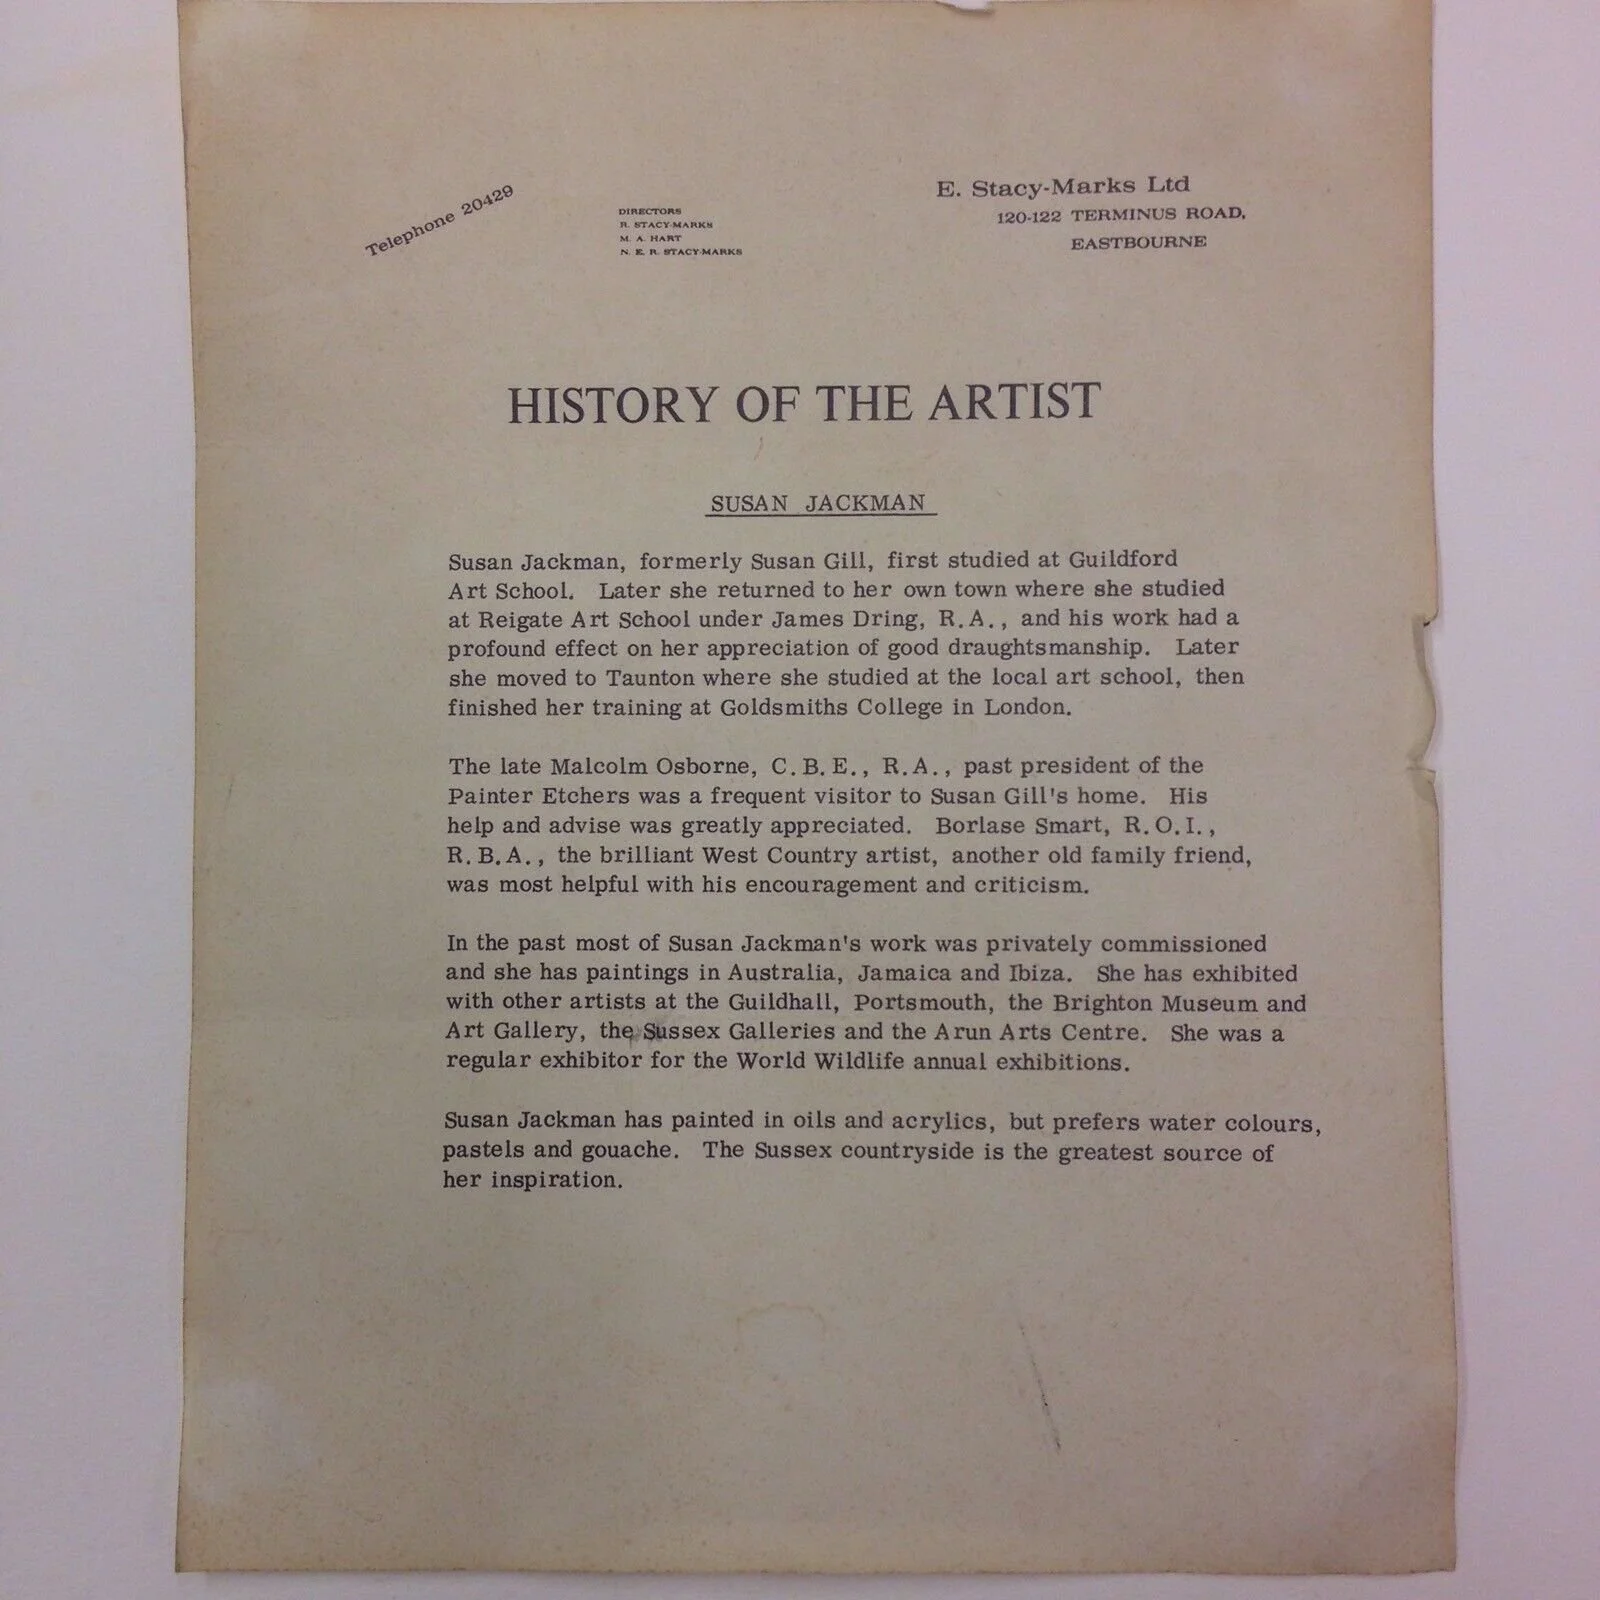 Telephone 20429
DIRECTORS
R. STACY-MARKS
M. A. HART
N. E. R. STACY-MARKS
E. Stacy-Marks Ltd
120-122 TERMINUS ROAD,
EASTBOURNE
HISTORY OF THE ARTIST
SUSAN JACKMAN
Susan Jackman, formerly Susan Gill, first studied at Guildford
Art School. Later she returned to her own town where she studied
at Reigate Art School under James Dring, R.A., and his work had a
profound effect on her appreciation of good draughtsmanship. Later
she moved to Taunton where she studied at the local art school, then
finished her training at Goldsmiths College in London.
The late Malcolm Osborne, C.B.E., R.A., past president of the
Painter Etchers was a frequent visitor to Susan Gill's home. His
help and advise was greatly appreciated. Borlase Smart, R.O.I.,
R.B.A., the brilliant West Country artist, another old family friend,
was most helpful with his encouragement and criticism.
In the past most of Susan Jackman's work was privately commissioned
and she has paintings in Australia, Jamaica and Ibiza. She has exhibited
with other artists at the Guildhall, Portsmouth, the Brighton Museum and
Art Gallery, the Sussex Galleries and the Arun Arts Centre. She was a
regular exhibitor for the World Wildlife annual exhibitions.
Susan Jackman has painted in oils and acrylics, but prefers water colours,
pastels and gouache. The Sussex countryside is the greatest source of
her inspiration.